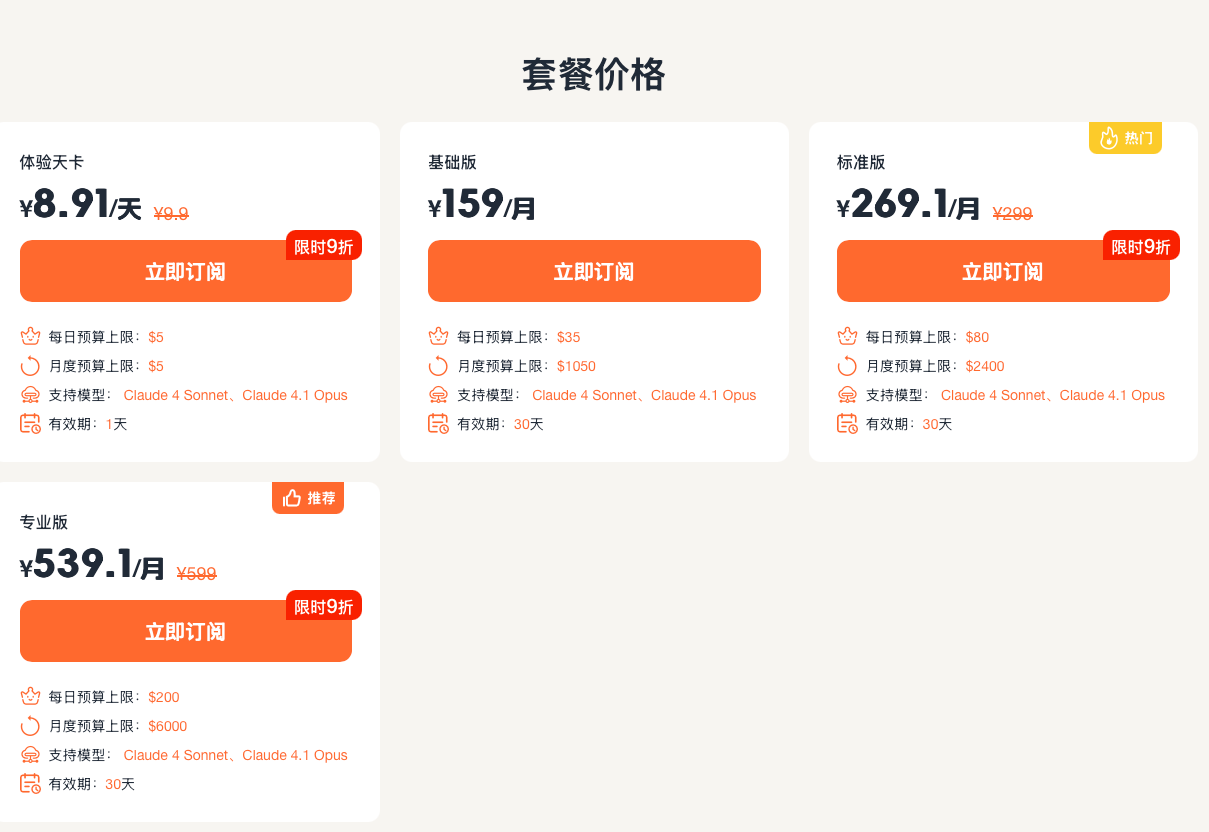 套餐价格
体验天卡
¥8.91/天 ¥9.9
限时9折
立即订阅
每日预算上限：$5
月度预算上限：$5
支持模型： Claude 4 Sonnet、Claude 4.1 Opus
有效期：1天
基础版
¥159/月
立即订阅
每日预算上限：$35
月度预算上限：$1050
支持模型： Claude 4 Sonnet、Claude 4.1 Opus
有效期：30天
热门
标准版
¥269.1/月 ¥299
限时9折
立即订阅
每日预算上限：$80
月度预算上限：$2400
支持模型： Claude 4 Sonnet、Claude 4.1 Opus
有效期：30天
推荐
专业版
¥539.1/月 ¥599
限时9折
立即订阅
每日预算上限：$200
月度预算上限：$6000
支持模型： Claude 4 Sonnet、Claude 4.1 Opus
有效期：30天